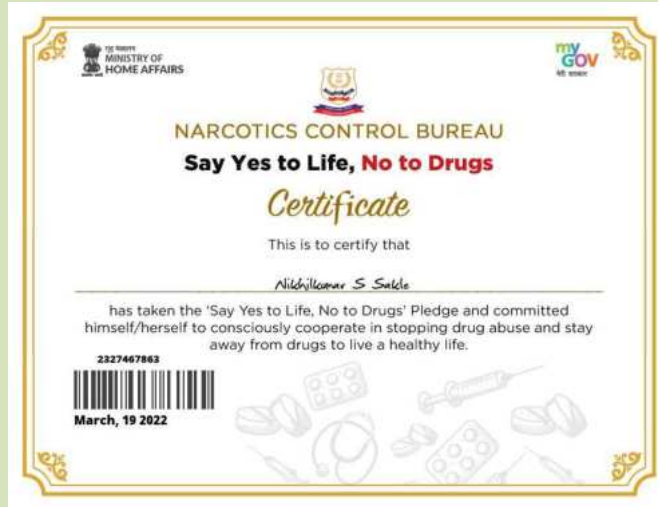 MINISTRY OF
HOME AFFAIRS
my
GOV
मेरी सरकार
NARCOTICS CONTROL BUREAU
Say Yes to Life, No to Drugs
Certificate
This is to certify that
Nikhilkumar S Sakle
has taken the 'Say Yes to Life, No to Drugs' Pledge and committed
himself/herself to consciously cooperate in stopping drug abuse and stay
away from drugs to live a healthy life.
2327467863
March, 19 2022